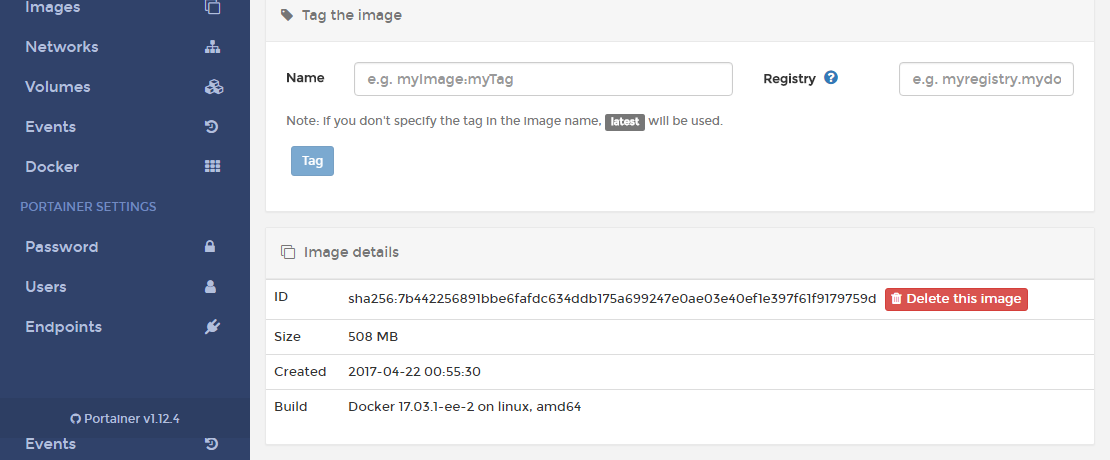 Images
Networks
Volumes
Events
Docker
PORTAINER SETTINGS
Password
Users
Endpoints
Portainer v1.12.4
Events
Tag the image
Name e.g. myImage:myTag Registry ? e.g. myregistry.mydo
Note: if you don't specify the tag in the image name, latest will be used.
Tag
Image details
ID sha256:7b442256891bbe6fafdc634ddb175a699247e0ae03e40ef1e397f61f9179759d Delete this image
Size 508 MB
Created 2017-04-22 00:55:30
Build Docker 17.03.1-ee-2 on linux, amd64